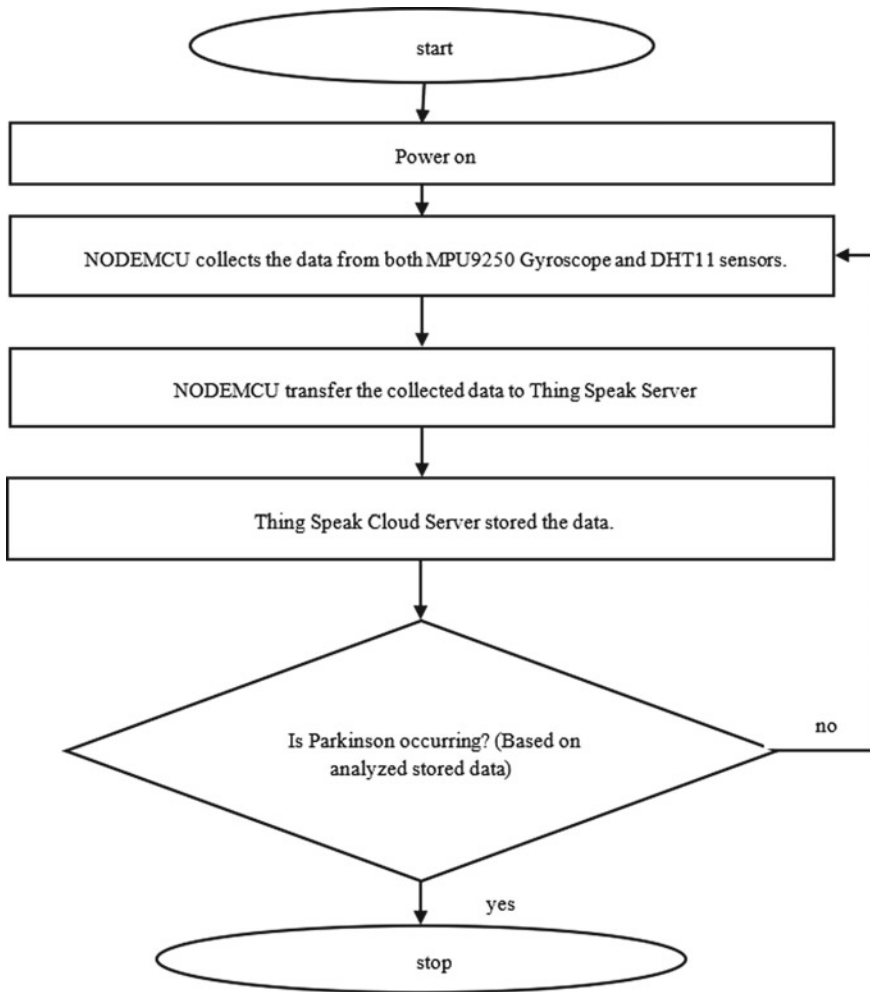 start
Power on
NODEMCU collects the data from both MPU9250 Gyroscope and DHT11 sensors.
NODEMCU transfer the collected data to Thing Speak Server
Thing Speak Cloud Server stored the data.
Is Parkinson occurring? (Based on
analyzed stored data)
no
yes
stop